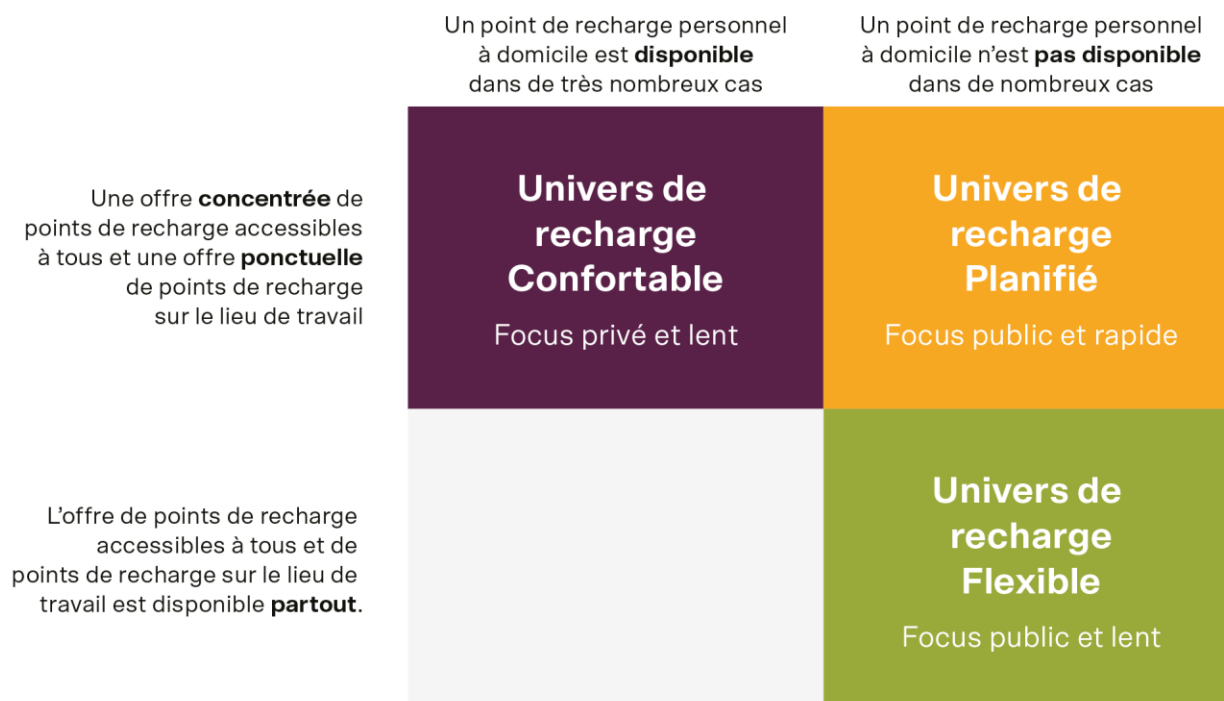 Un point de recharge personnel
à domicile est disponible
dans de très nombreux cas
Un point de recharge personnel
à domicile n’est pas disponible
dans de nombreux cas
Une offre concentrée de
points de recharge accessibles
à tous et une offre ponctuelle
de points de recharge
sur le lieu de travail
Univers de
recharge
Confortable
Focus privé et lent
Univers de
recharge
Planifié
Focus public et rapide
L’offre de points de recharge
accessibles à tous et de
points de recharge sur le lieu de
travail est disponible partout.
Univers de
recharge
Flexible
Focus public et lent